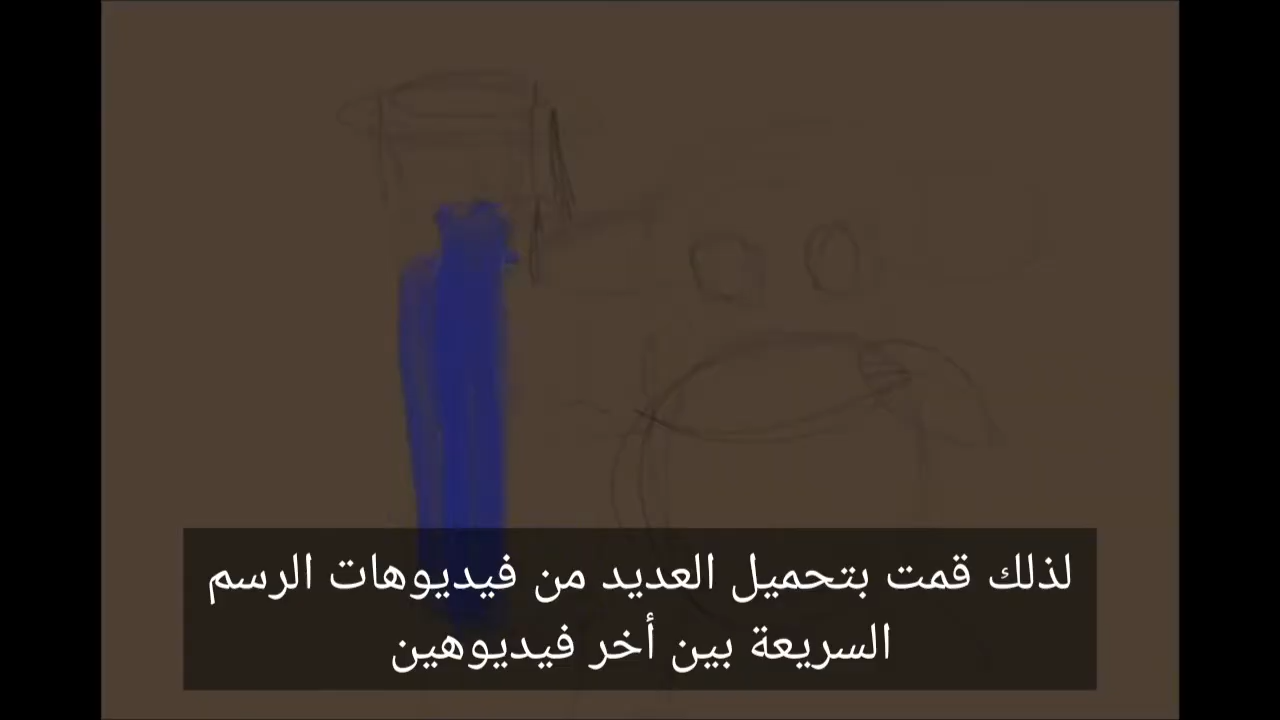 لذلك قمت بتحميل العديد من فيديوهات الرسم
السريعة بين أخر فيديوهين